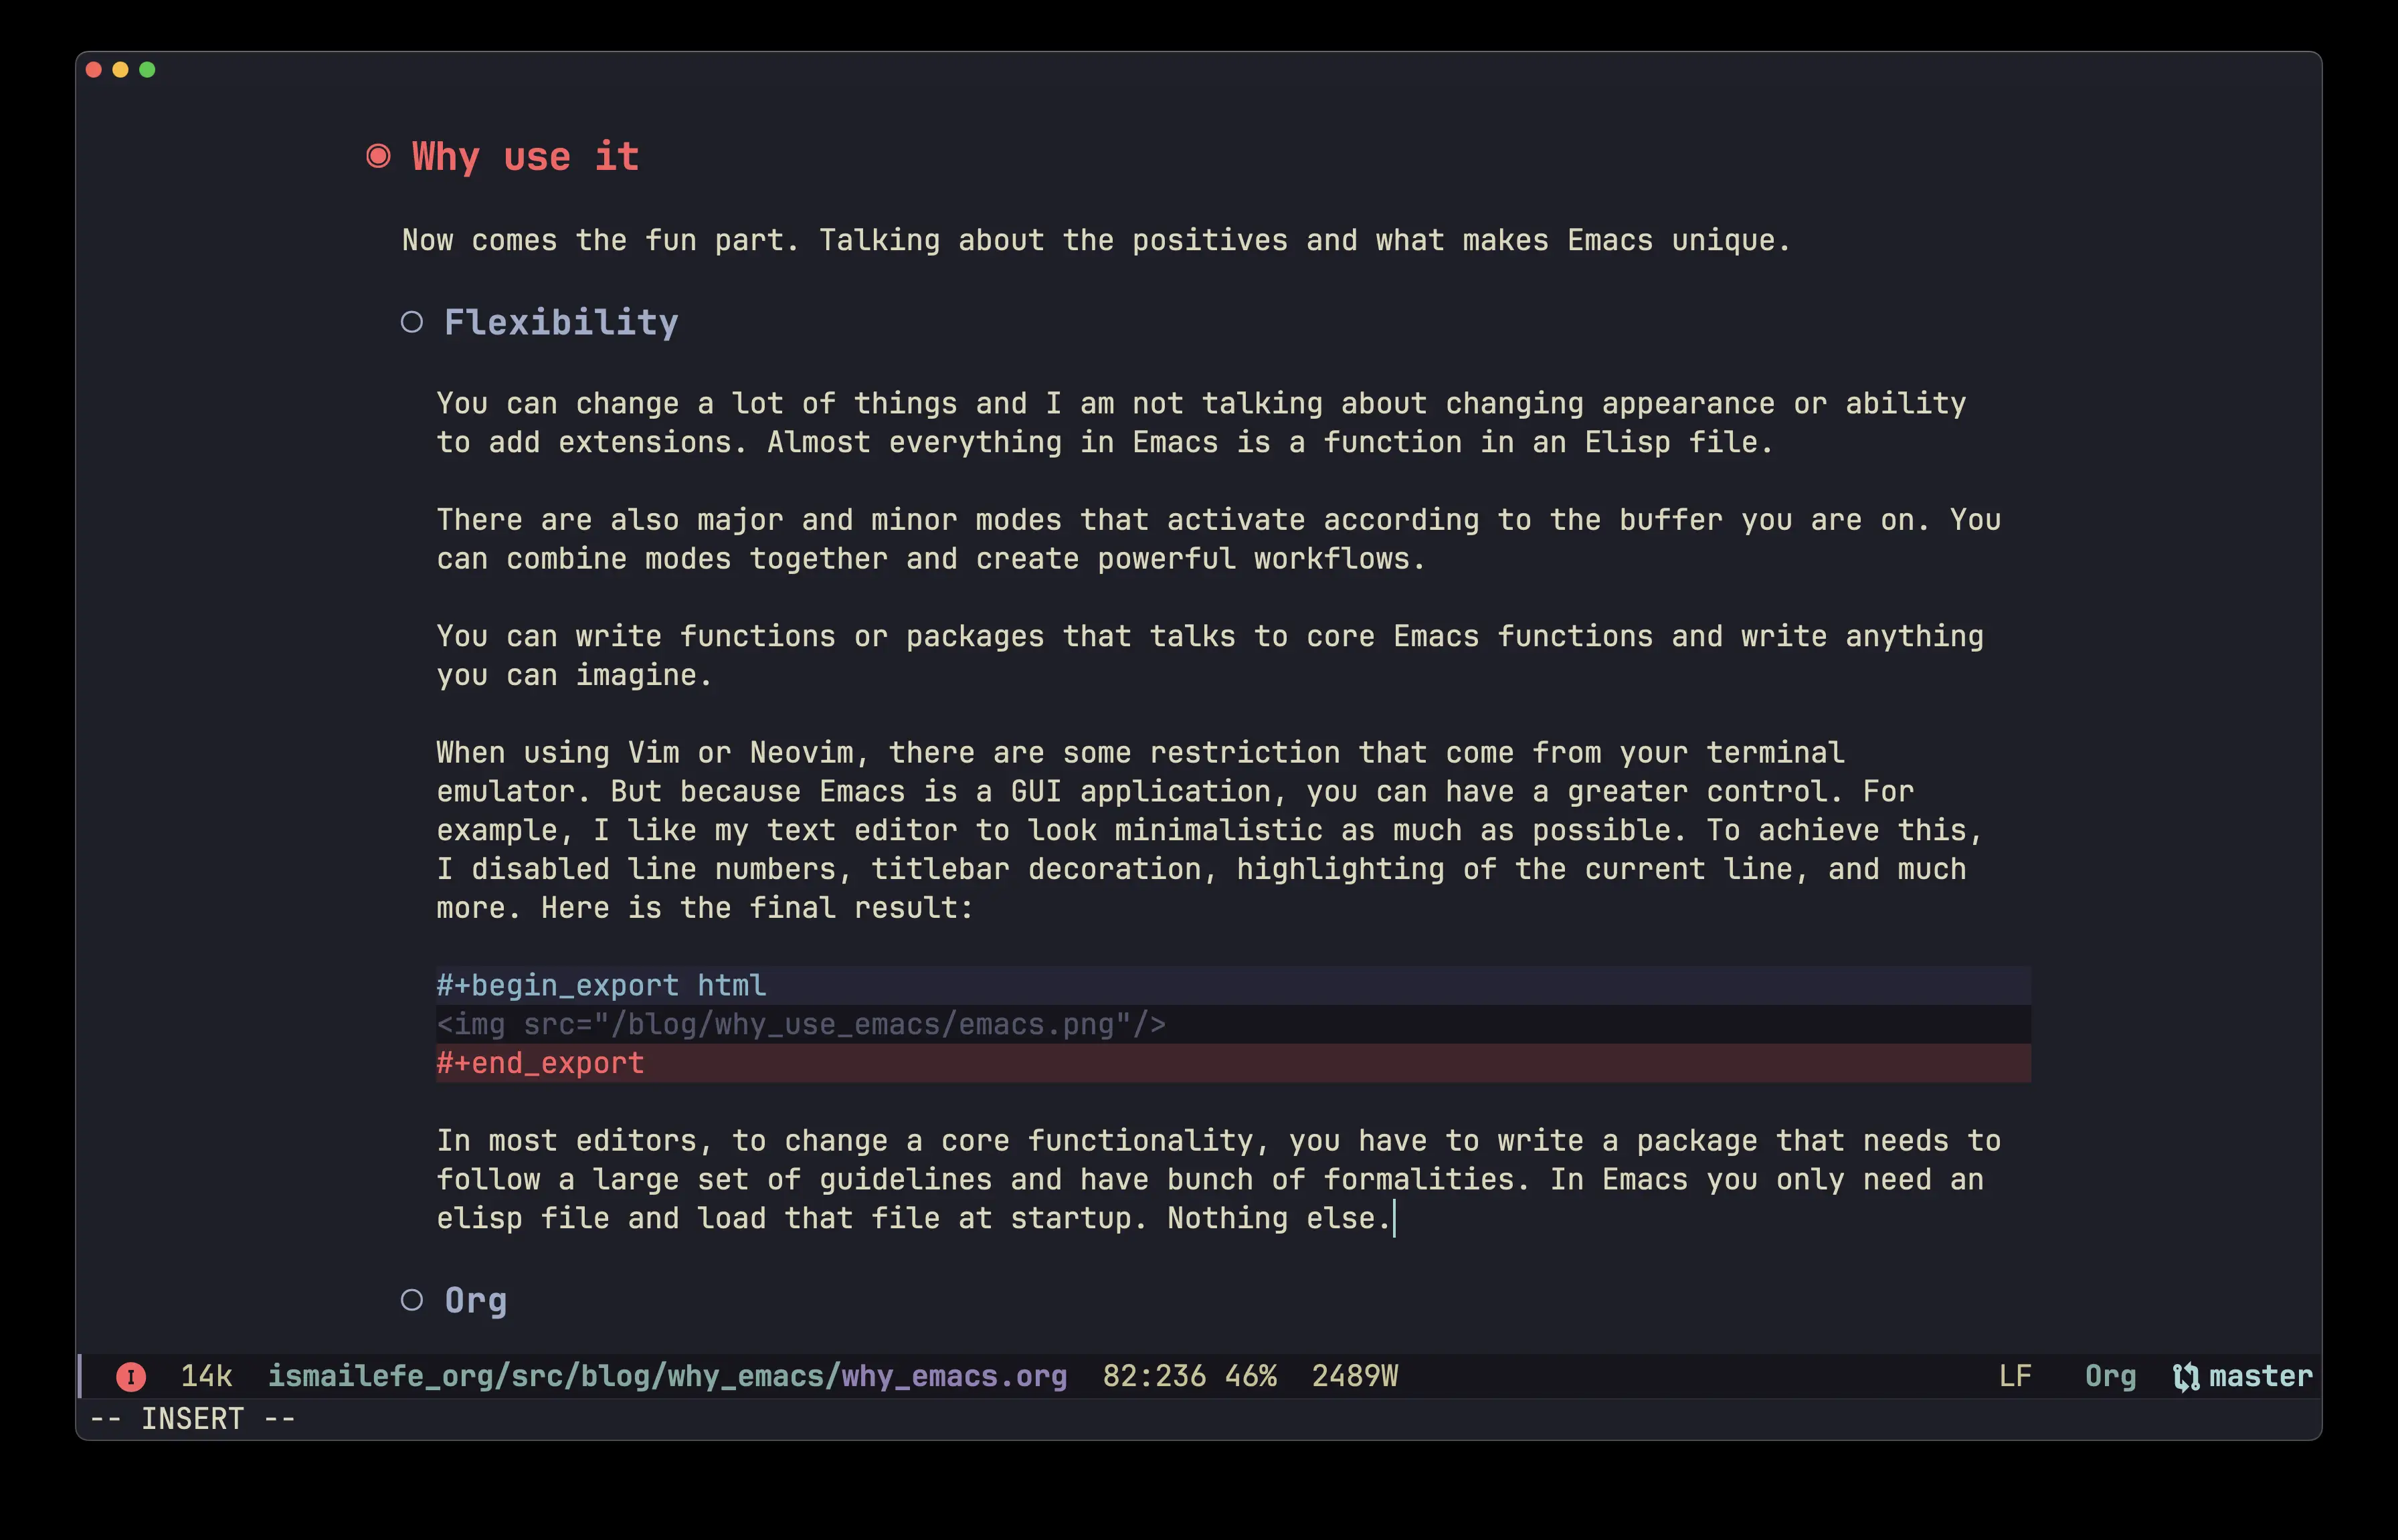 Why use it
Now comes the fun part. Talking about the positives and what makes Emacs unique.
Flexibility
You can change a lot of things and I am not talking about changing appearance or ability
to add extensions. Almost everything in Emacs is a function in an Elisp file.
There are also major and minor modes that activate according to the buffer you are on. You
can combine modes together and create powerful workflows.
You can write functions or packages that talks to core Emacs functions and write anything
you can imagine.
When using Vim or Neovim, there are some restriction that come from your terminal
emulator. But because Emacs is a GUI application, you can have a greater control. For
example, I like my text editor to look minimalistic as much as possible. To achieve this,
I disabled line numbers, titlebar decoration, highlighting of the current line, and much
more. Here is the final result:
#+begin_export html
<img src="/blog/why_use_emacs/emacs.png"/>
#+end_export
In most editors, to change a core functionality, you have to write a package that needs to
follow a large set of guidelines and have bunch of formalities. In Emacs you only need an
elisp file and load that file at startup. Nothing else.
Org
I 14k ismailefe_org/src/blog/why_emacs/why_emacs.org 82:236 46% 2489W LF Org master
-- INSERT --